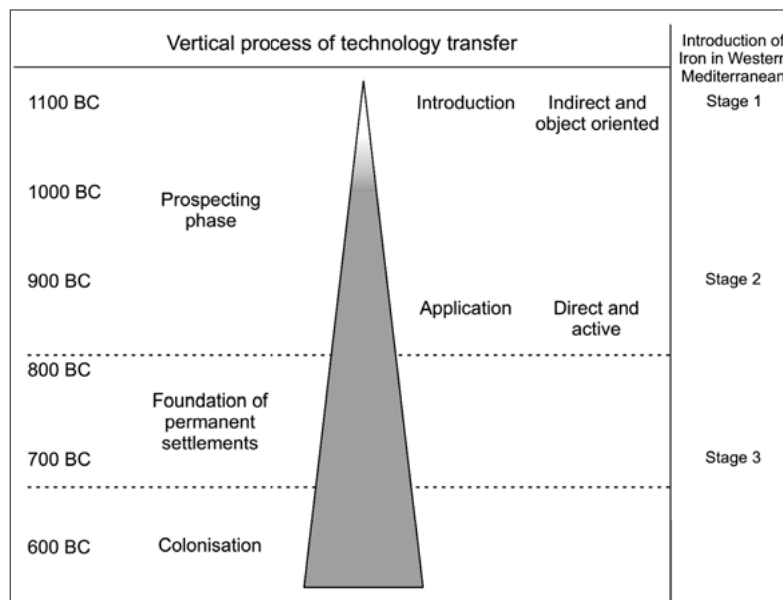 Vertical process of technology transfer
Introduction of
Iron in Western
Mediterranean
1100 BC
Introduction
Indirect and
object oriented
Stage 1
1000 BC
Prospecting
phase
900 BC
Stage 2
Application
Direct and
active
800 BC
Foundation of
permanent
settlements
700 BC
Stage 3
600 BC
Colonisation